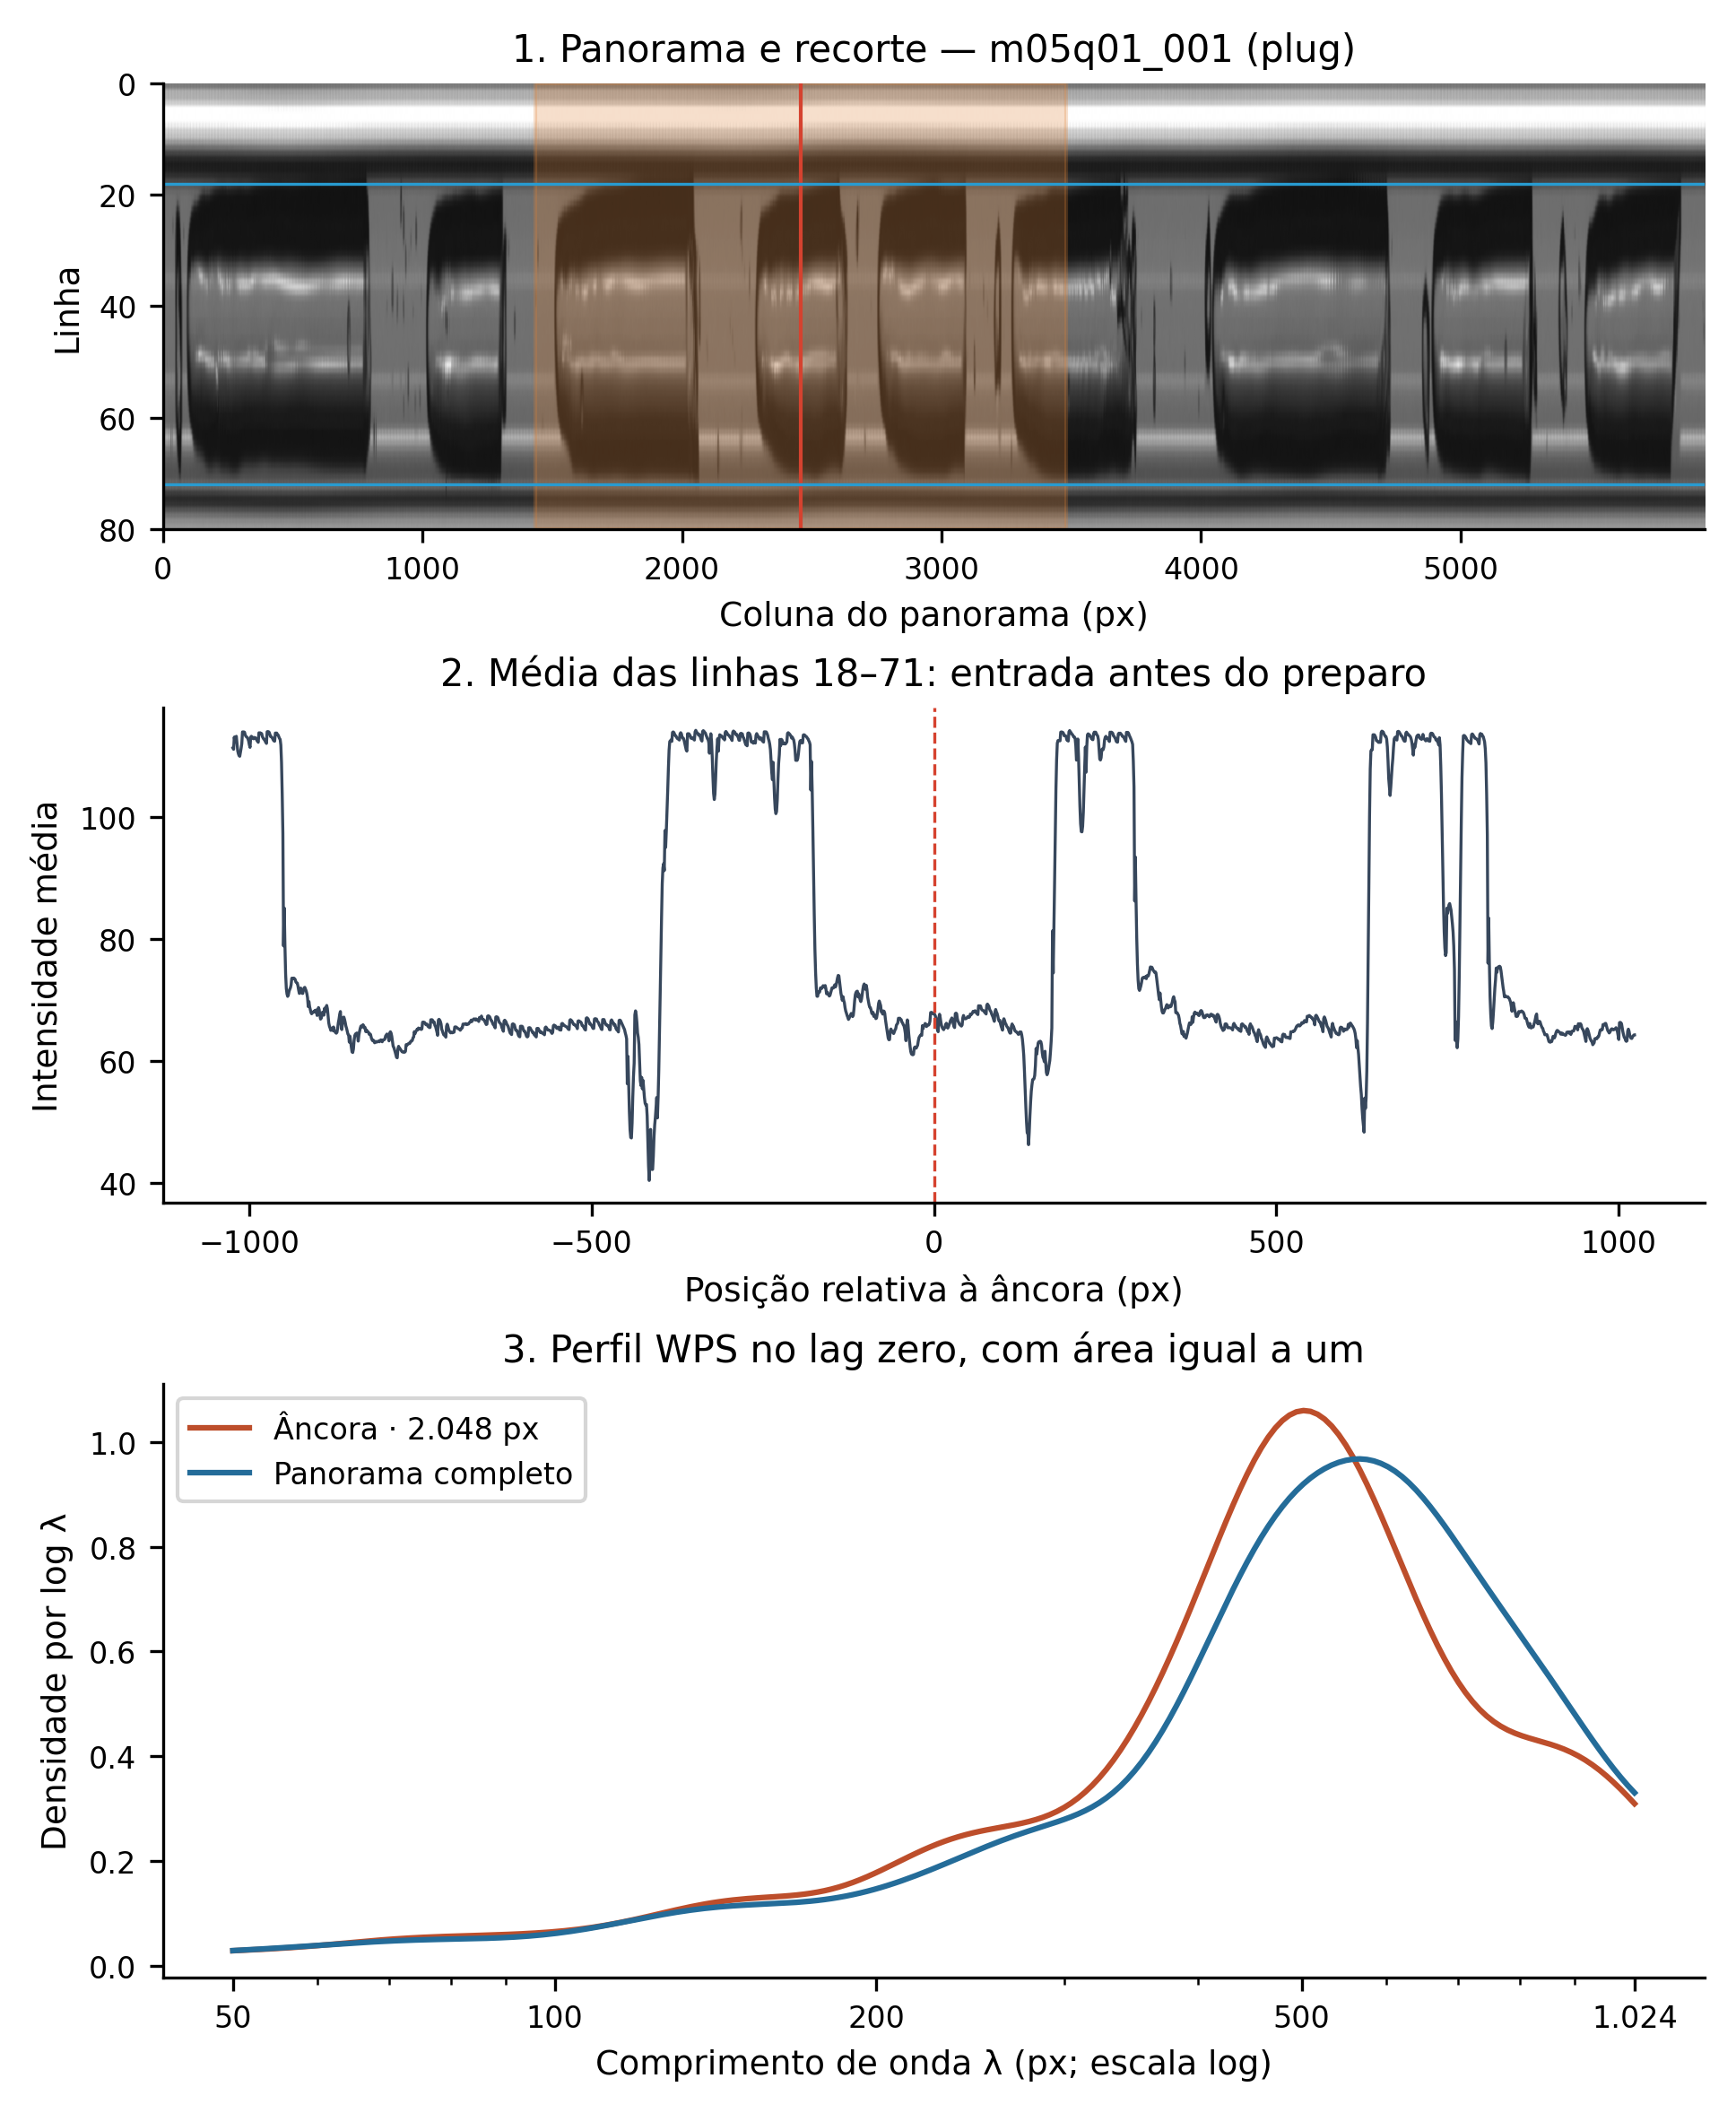 1. Panorama e recorte — m05q01_001 (plug)
0
20
40
60
80
Linha
0 1000 2000 3000 4000 5000
Coluna do panorama (px)
2. Média das linhas 18–71: entrada antes do preparo
100
80
60
40
Intensidade média
−1000 −500 0 500 1000
Posição relativa à âncora (px)
3. Perfil WPS no lag zero, com área igual a um
Âncora · 2.048 px
Panorama completo
1.0
0.8
0.6
0.4
0.2
0.0
Densidade por log λ
50 100 200 500 1.024
Comprimento de onda λ (px; escala log)